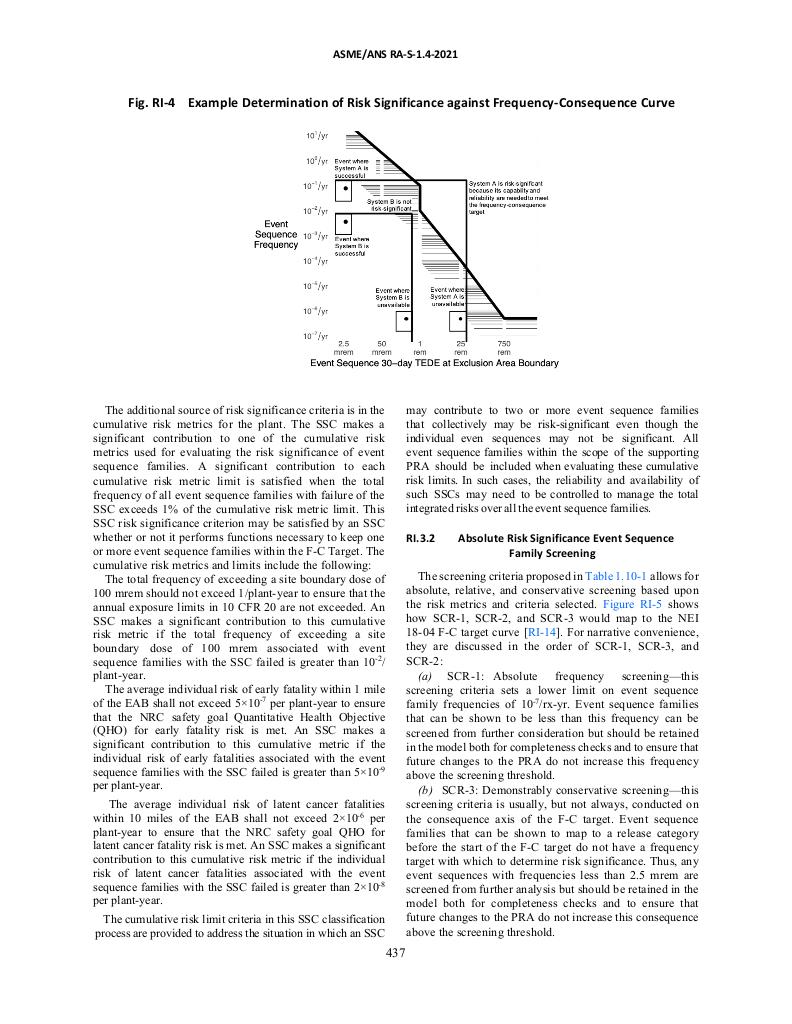 ASME/ANS RA-S-1.4-2021
Fig. RI-4 Example Determination of Risk Significance against Frequency-Consequence Curve
10¹/yr
10⁰/yr
10⁻¹/yr
10⁻²/yr
10⁻³/yr
10⁻⁴/yr
10⁻⁵/yr
10⁻⁶/yr
10⁻⁷/yr
Event
Sequence
Frequency
Event where
System A is
successful
System B is not
risk-significant
Event where
System B is
successful
System A is risk-significant
because its capability and
reliability are needed to meet
the frequency-consequence
target
Event where
System B is
unavailable
Event where
System A is
unavailable
2.5
mrem
50
mrem
1
rem
25
rem
750
rem
Event Sequence 30–day TEDE at Exclusion Area Boundary
The additional source of risk significance criteria is in the
cumulative risk metrics for the plant. The SSC makes a
significant contribution to one of the cumulative risk
metrics used for evaluating the risk significance of event
sequence families. A significant contribution to each
cumulative risk metric limit is satisfied when the total
frequency of all event sequence families with failure of the
SSC exceeds 1% of the cumulative risk metric limit. This
SSC risk significance criterion may be satisfied by an SSC
whether or not it performs functions necessary to keep one
or more event sequence families within the F-C Target. The
cumulative risk metrics and limits include the following:
The total frequency of exceeding a site boundary dose of
100 mrem should not exceed 1/plant-year to ensure that the
annual exposure limits in 10 CFR 20 are not exceeded. An
SSC makes a significant contribution to this cumulative
risk metric if the total frequency of exceeding a site
boundary dose of 100 mrem associated with event
sequence families with the SSC failed is greater than 10⁻²/
plant-year.
The average individual risk of early fatality within 1 mile
of the EAB shall not exceed 5×10⁻⁷ per plant-year to ensure
that the NRC safety goal Quantitative Health Objective
(QHO) for early fatality risk is met. An SSC makes a
significant contribution to this cumulative metric if the
individual risk of early fatalities associated with the event
sequence families with the SSC failed is greater than 5×10⁻⁹
per plant-year.
The average individual risk of latent cancer fatalities
within 10 miles of the EAB shall not exceed 2×10⁻⁶ per
plant-year to ensure that the NRC safety goal QHO for
latent cancer fatality risk is met. An SSC makes a significant
contribution to this cumulative risk metric if the individual
risk of latent cancer fatalities associated with the event
sequence families with the SSC failed is greater than 2×10⁻⁸
per plant-year.
The cumulative risk limit criteria in this SSC classification
process are provided to address the situation in which an SSC
may contribute to two or more event sequence families
that collectively may be risk-significant even though the
individual even sequences may not be significant. All
event sequence families within the scope of the supporting
PRA should be included when evaluating these cumulative
risk limits. In such cases, the reliability and availability of
such SSCs may need to be controlled to manage the total
integrated risks over all the event sequence families.
RI.3.2 Absolute Risk Significance Event Sequence
Family Screening
The screening criteria proposed in Table 1.10-1 allows for
absolute, relative, and conservative screening based upon
the risk metrics and criteria selected. Figure RI-5 shows
how SCR-1, SCR-2, and SCR-3 would map to the NEI
18-04 F-C target curve [RI-14]. For narrative convenience,
they are discussed in the order of SCR-1, SCR-3, and
SCR-2:
(a) SCR-1: Absolute frequency screening—this
screening criteria sets a lower limit on event sequence
family frequencies of 10⁻⁷/rx-yr. Event sequence families
that can be shown to be less than this frequency can be
screened from further consideration but should be retained
in the model both for completeness checks and to ensure that
future changes to the PRA do not increase this frequency
above the screening threshold.
(b) SCR-3: Demonstrably conservative screening—this
screening criteria is usually, but not always, conducted on
the consequence axis of the F-C target. Event sequence
families that can be shown to map to a release category
before the start of the F-C target do not have a frequency
target with which to determine risk significance. Thus, any
event sequences with frequencies less than 2.5 mrem are
screened from further analysis but should be retained in the
model both for completeness checks and to ensure that
future changes to the PRA do not increase this consequence
above the screening threshold.
437